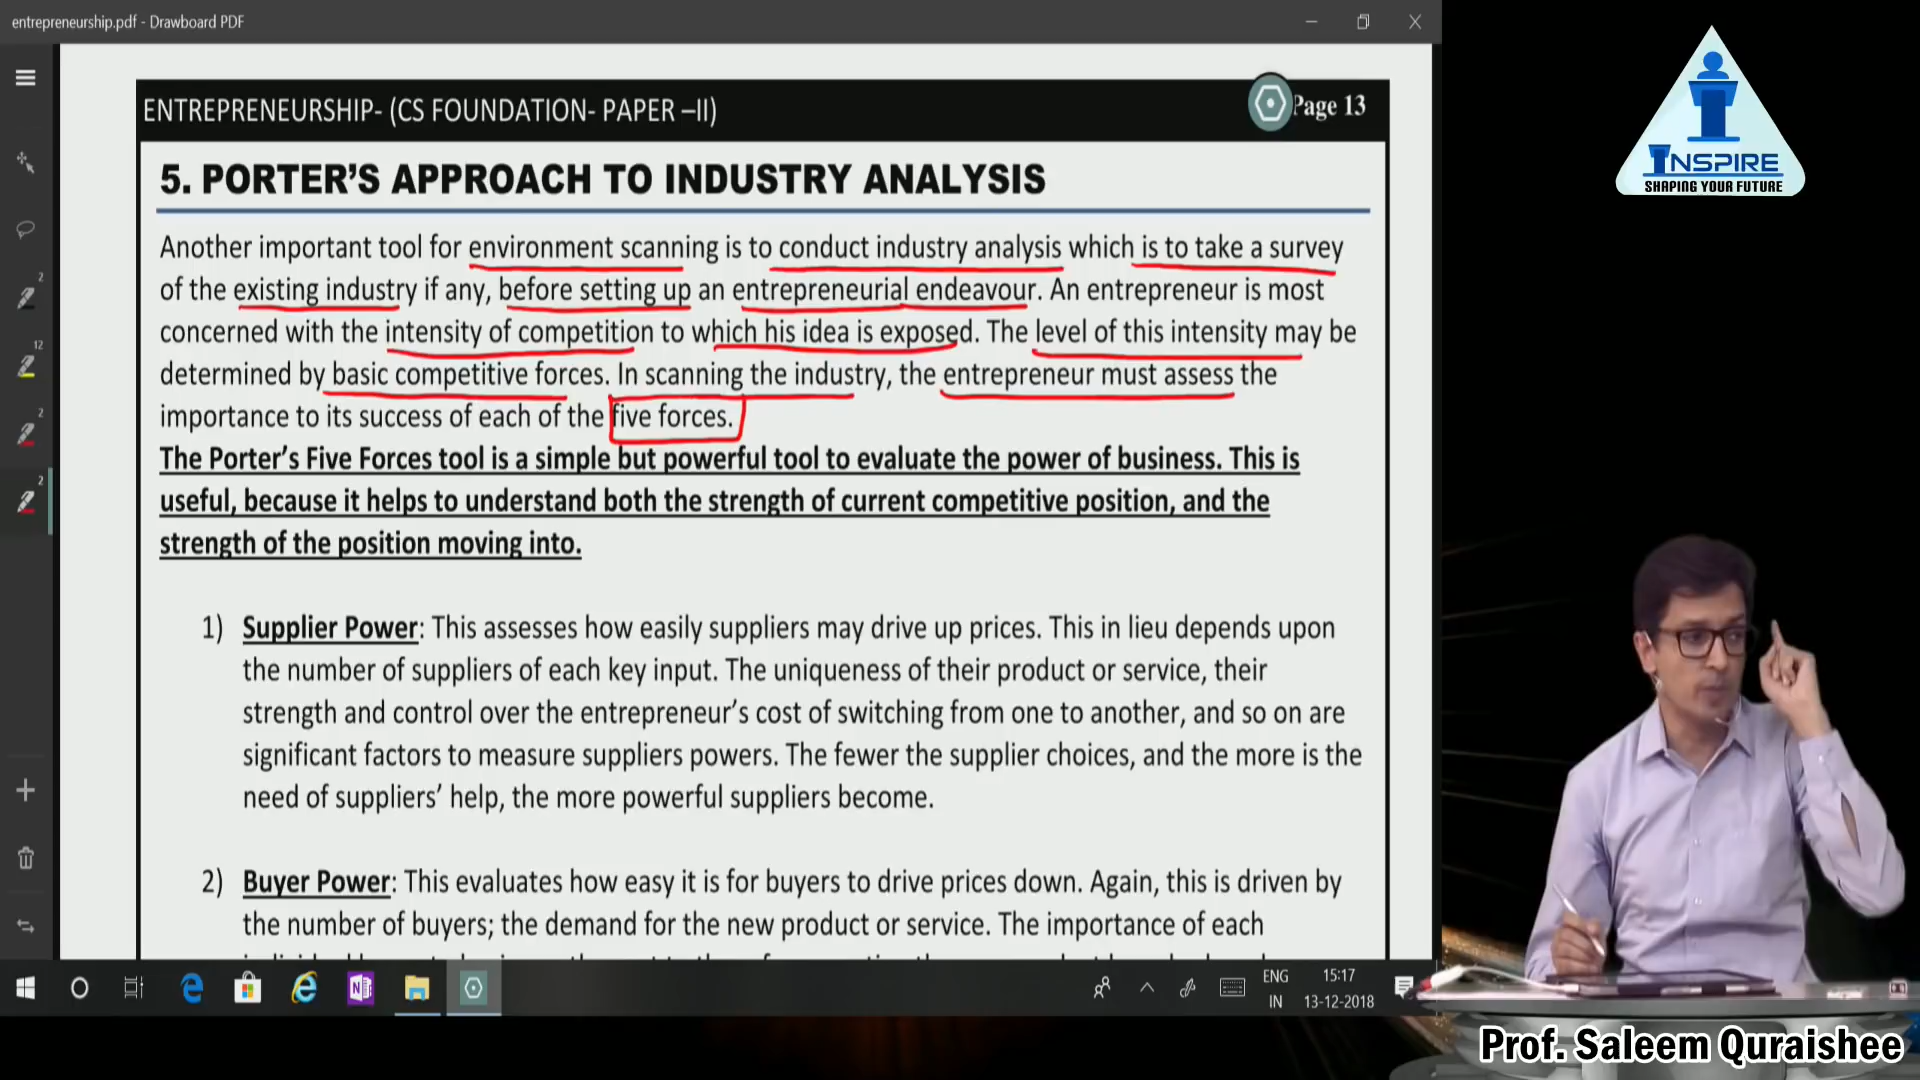 entrepreneurship.pdf - Drawboard PDF
ENTREPRENEURSHIP- (CS FOUNDATION- PAPER –II)
Page 13
5. PORTER'S APPROACH TO INDUSTRY ANALYSIS
Another important tool for environment scanning is to conduct industry analysis which is to take a survey
of the existing industry if any, before setting up an entrepreneurial endeavour. An entrepreneur is most
concerned with the intensity of competition to which his idea is exposed. The level of this intensity may be
determined by basic competitive forces. In scanning the industry, the entrepreneur must assess the
importance to its success of each of the five forces.
The Porter's Five Forces tool is a simple but powerful tool to evaluate the power of business. This is
useful, because it helps to understand both the strength of current competitive position, and the
strength of the position moving into.
1) Supplier Power: This assesses how easily suppliers may drive up prices. This in lieu depends upon
the number of suppliers of each key input. The uniqueness of their product or service, their
strength and control over the entrepreneur's cost of switching from one to another, and so on are
significant factors to measure suppliers powers. The fewer the supplier choices, and the more is the
need of suppliers' help, the more powerful suppliers become.
2) Buyer Power: This evaluates how easy it is for buyers to drive prices down. Again, this is driven by
the number of buyers; the demand for the new product or service. The importance of each
2
12
2
2
ENG
IN
15:17
13-12-2018
INSPIRE
SHAPING YOUR FUTURE
Prof. Saleem Quraishee